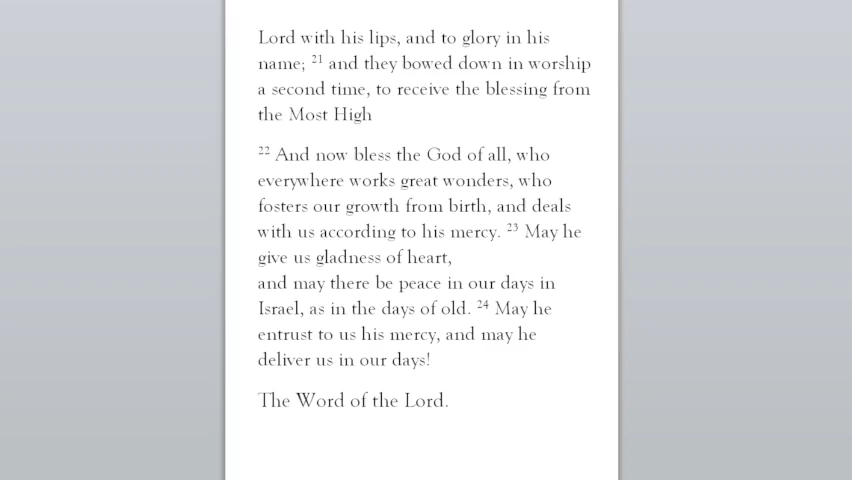 Lord with his lips, and to glory in his
name; 21 and they bowed down in worship
a second time, to receive the blessing from
the Most High
22 And now bless the God of all, who
everywhere works great wonders, who
fosters our growth from birth, and deals
with us according to his mercy. 23 May he
give us gladness of heart,
and may there be peace in our days in
Israel, as in the days of old. 24 May he
entrust to us his mercy, and may he
deliver us in our days!
The Word of the Lord.